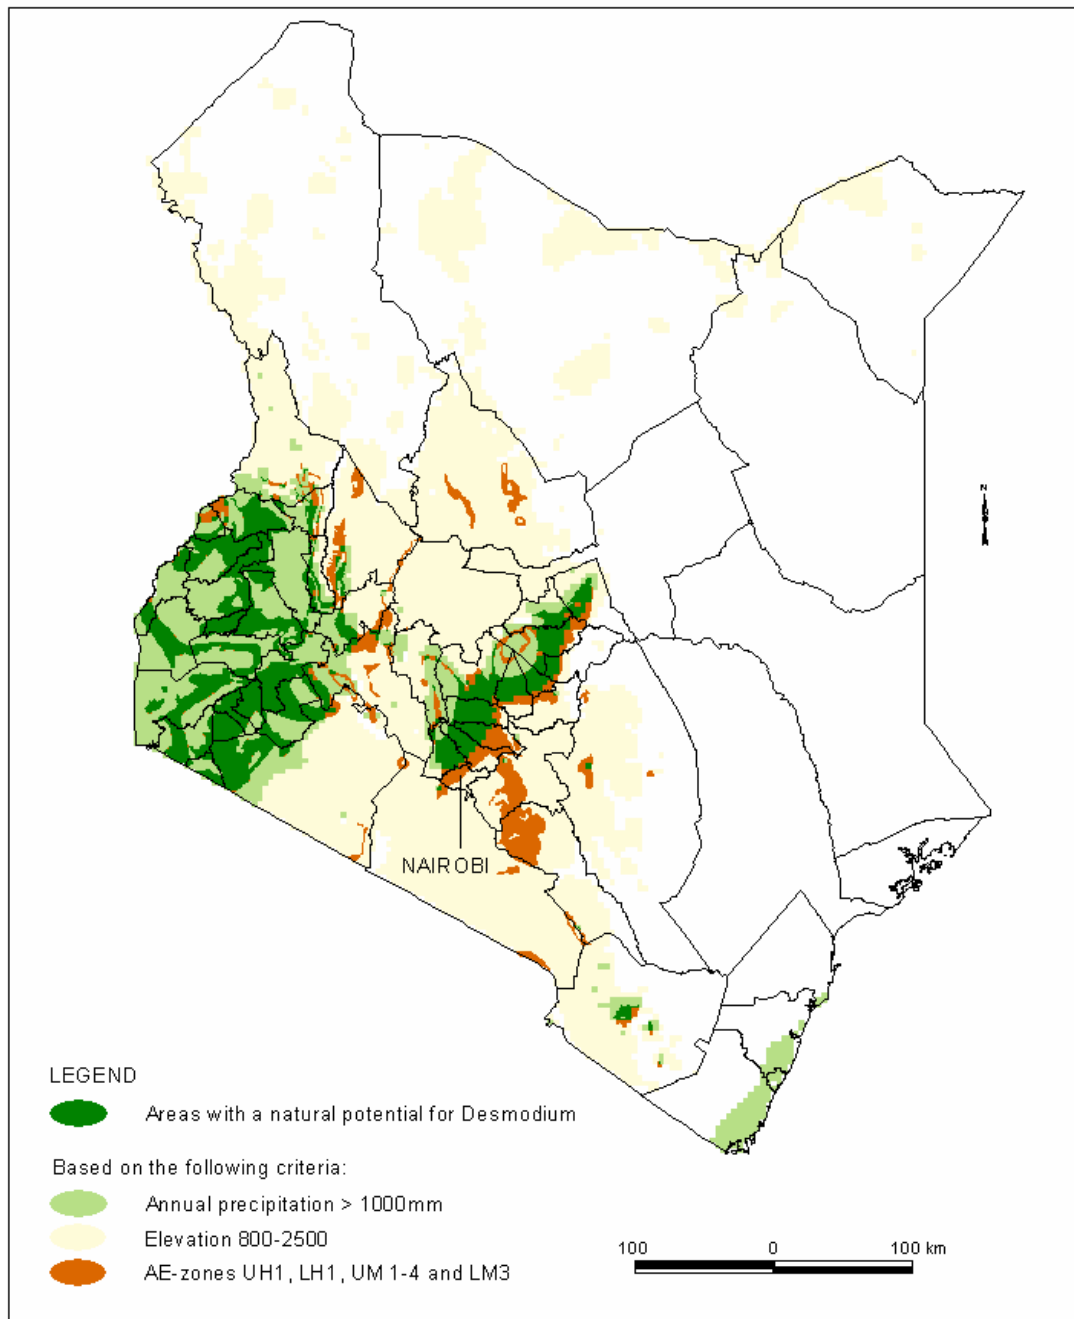 N
NAIROBI
LEGEND
Areas with a natural potential for Desmodium
Based on the following criteria:
Annual precipitation > 1000mm
Elevation 800-2500
AE-zones UH1, LH1, UM 1-4 and LM3
100 0 100 km